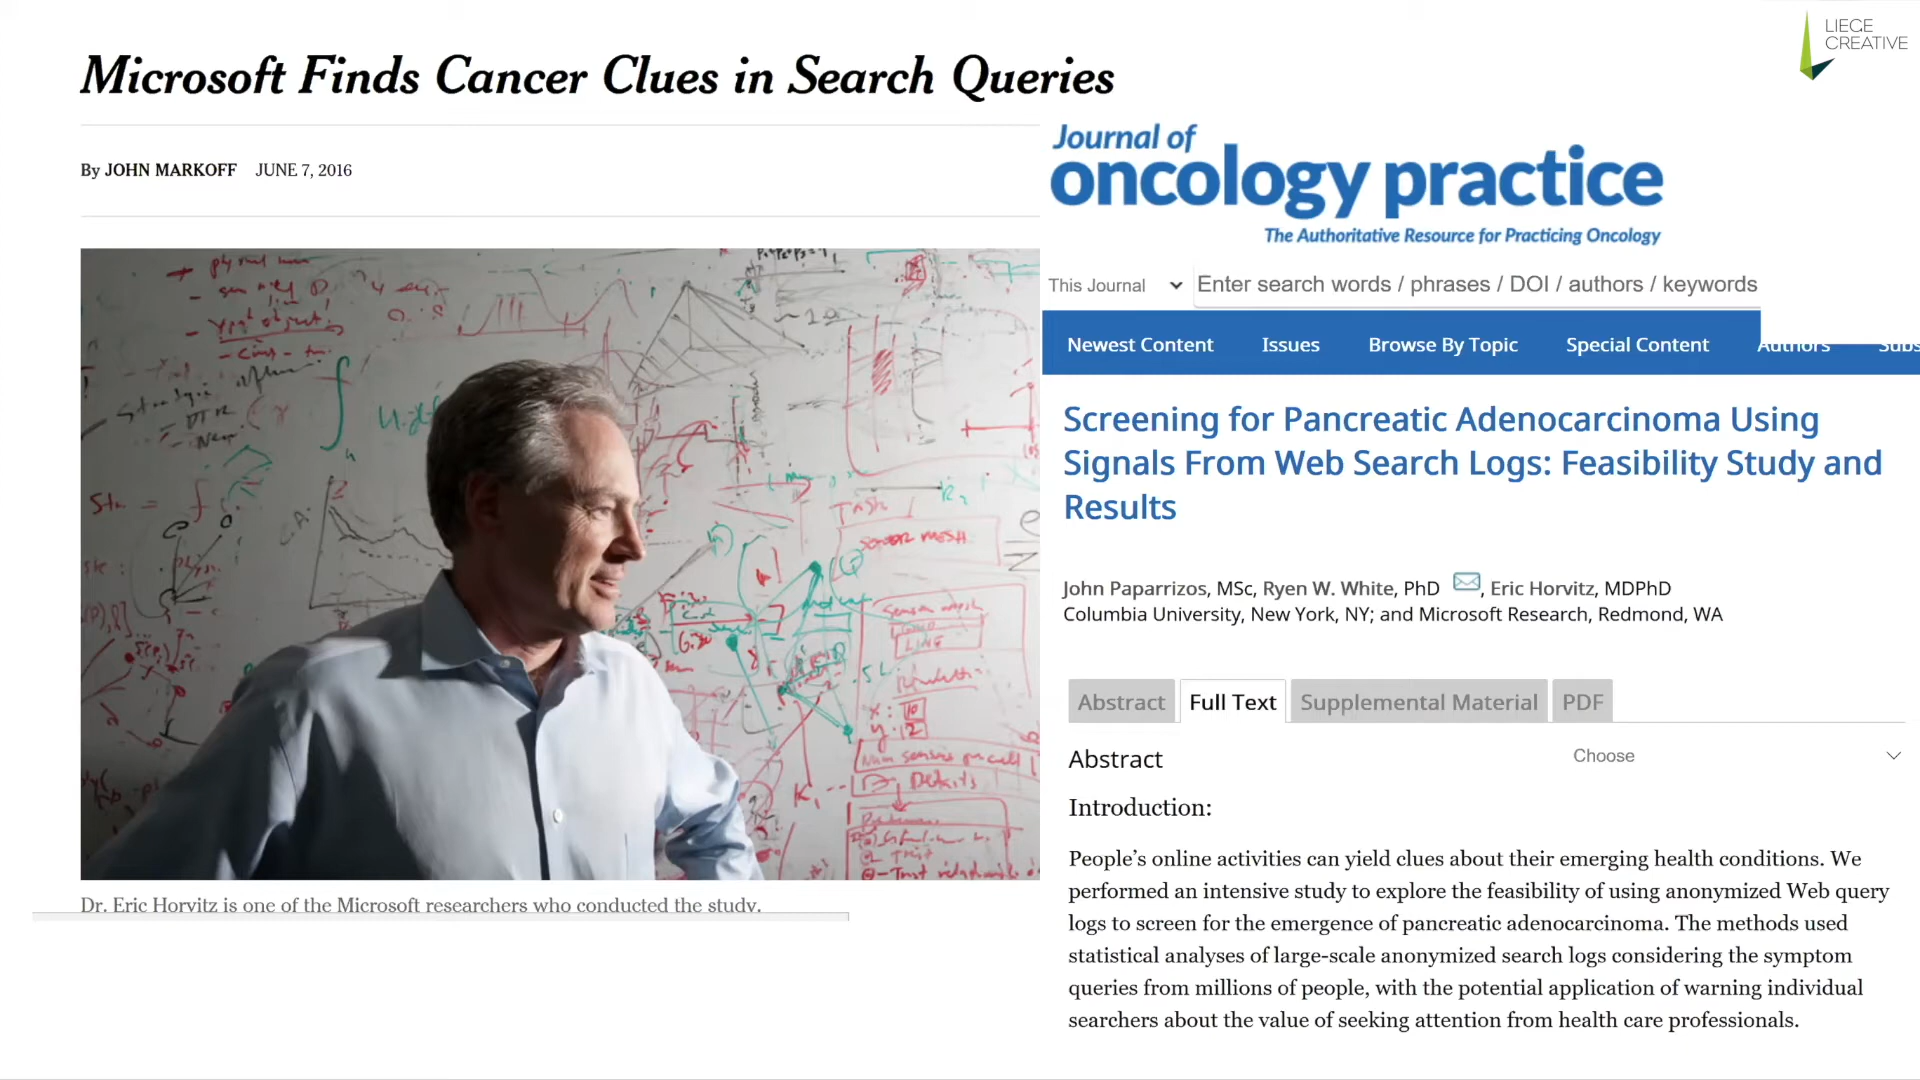 LIEGE
CREATIVE
Microsoft Finds Cancer Clues in Search Queries
By JOHN MARKOFF JUNE 7, 2016
TASK
SENSOR MESH
LINE
Details
Dr. Eric Horvitz is one of the Microsoft researchers who conducted the study.
Journal of
oncology practice
The Authoritative Resource for Practicing Oncology
This Journal Enter search words / phrases / DOI / authors / keywords
Newest Content Issues Browse By Topic Special Content Authors Subs
Screening for Pancreatic Adenocarcinoma Using
Signals From Web Search Logs: Feasibility Study and
Results
John Paparrizos, MSc, Ryen W. White, PhD , Eric Horvitz, MDPhD
Columbia University, New York, NY; and Microsoft Research, Redmond, WA
Abstract Full Text Supplemental Material PDF
Abstract Choose
Introduction:
People’s online activities can yield clues about their emerging health conditions. We
performed an intensive study to explore the feasibility of using anonymized Web query
logs to screen for the emergence of pancreatic adenocarcinoma. The methods used
statistical analyses of large-scale anonymized search logs considering the symptom
queries from millions of people, with the potential application of warning individual
searchers about the value of seeking attention from health care professionals.